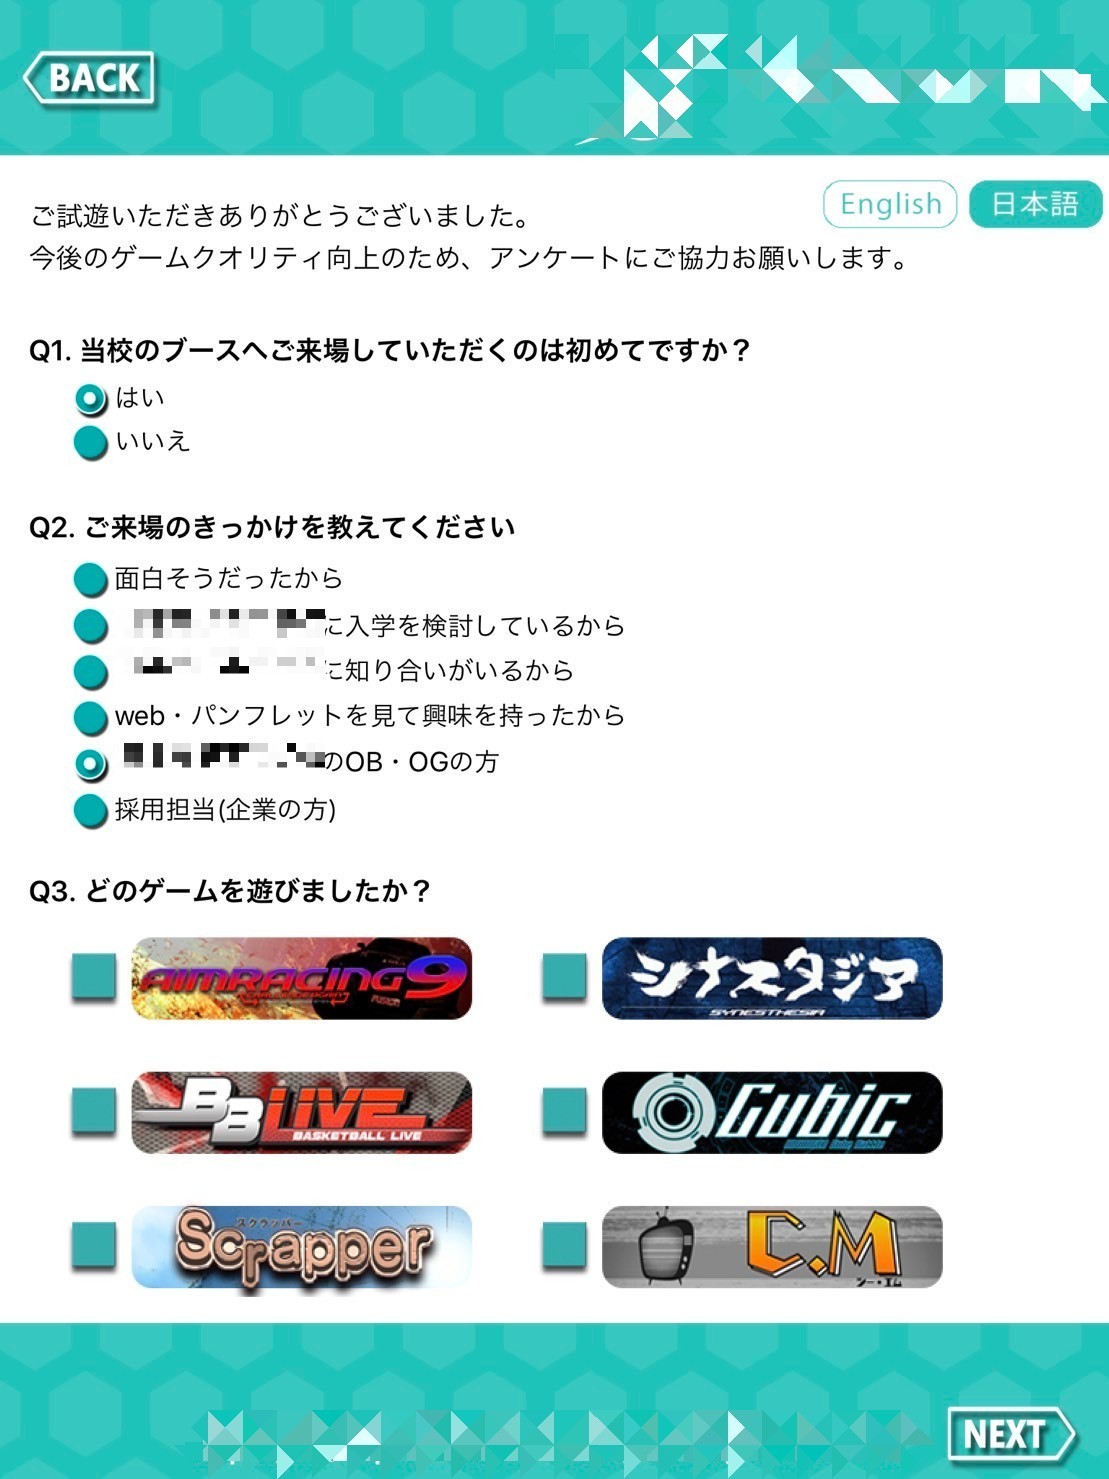 BACK
English
日本語
ご試遊いただきありがとうございました。
今後のゲームクオリティ向上のため、アンケートにご協力お願いします。
Q1. 当校のブースへご来場していただくのは初めてですか？
はい
いいえ
Q2. ご来場のきっかけを教えてください
面白そうだったから
に入学を検討しているから
に知り合いがいるから
web・パンフレットを見て興味を持ったから
のOB・OGの方
採用担当(企業の方)
Q3. どのゲームを遊びましたか？
AIMRACING9
シナスタジア
SYNESTHESIA
BB LIVE
BASKETBALL LIVE
Gubic
スクラッパー
Scrapper
C.M
シー・エム
NEXT